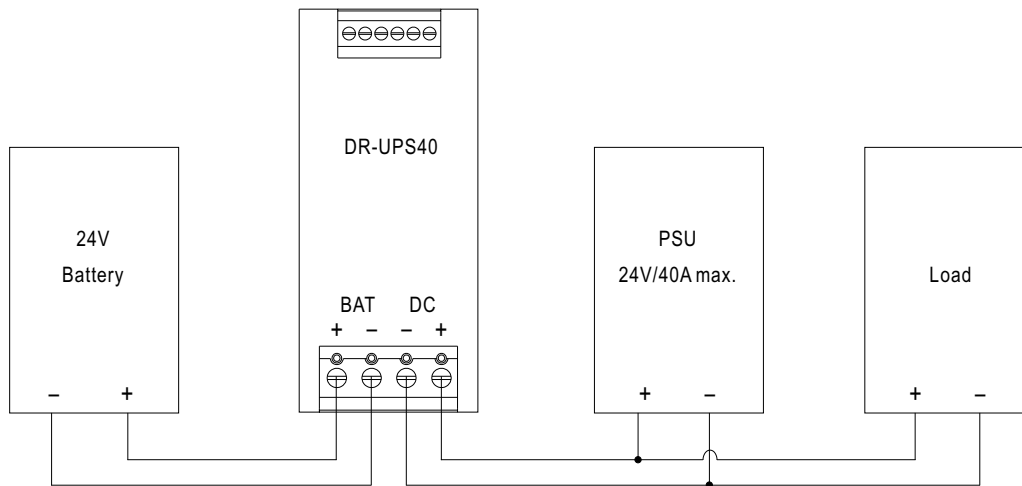 DR-UPS40
24V
Battery
PSU
24V/40A max.
Load
BAT DC
+ − − +
− +
+ −
+ −